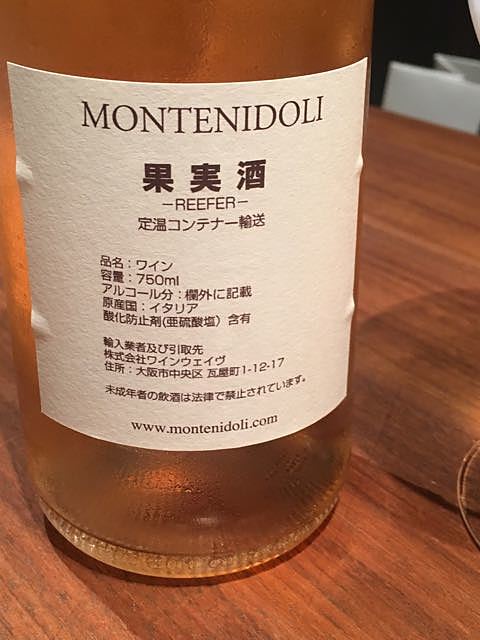 MONTENIDOLI
果実酒
－REEFER－
定温コンテナー輸送
品名：ワイン
容量：750ml
アルコール分：欄外に記載
原産国：イタリア
酸化防止剤(亜硫酸塩）含有
輸入業者及び引取先
株式会社ワインウェイヴ
住所：大阪市中央区 瓦屋町1-12-17
未成年者の飲酒は法律で禁止されています。
www.montenidoli.com